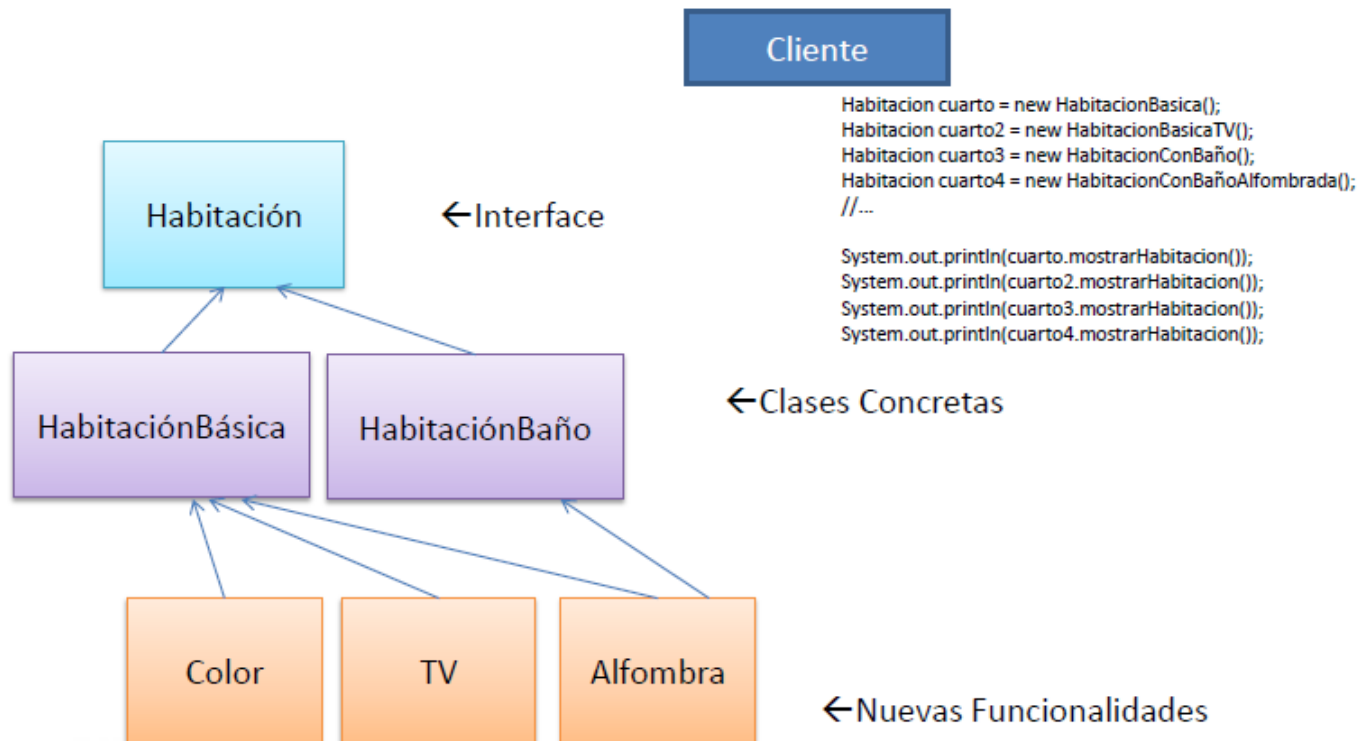 Cliente
Habitacion cuarto = new HabitacionBasica();
Habitacion cuarto2 = new HabitacionBasicaTV();
Habitacion cuarto3 = new HabitacionConBaño();
Habitacion cuarto4 = new HabitacionConBañoAlfombrada();
//...
System.out.println(cuarto.mostrarHabitacion());
System.out.println(cuarto2.mostrarHabitacion());
System.out.println(cuarto3.mostrarHabitacion());
System.out.println(cuarto4.mostrarHabitacion());
Habitación
←Interface
HabitaciónBásica
HabitaciónBaño
←Clases Concretas
Color
TV
Alfombra
←Nuevas Funcionalidades